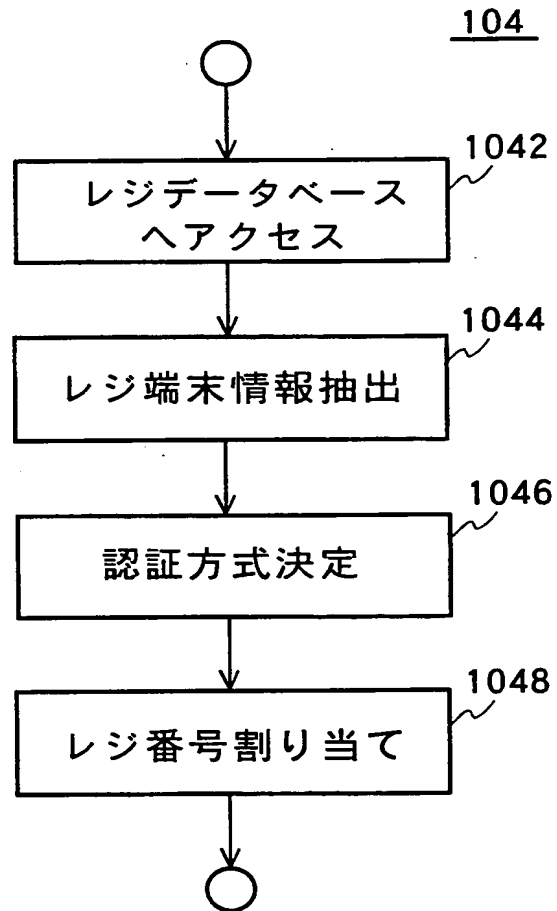 104
1042
レジデータベース
へアクセス
1044
レジ端末情報抽出
1046
認証方式決定
1048
レジ番号割り当て